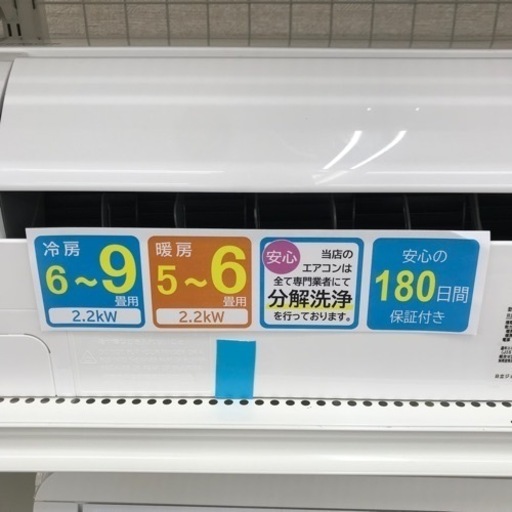 冷房
6～9
畳用
2.2kW
暖房
5～6
畳用
2.2kW
安心
当店の
エアコンは
全て専門業者にて
分解洗浄
を行っております。
安心の
180日間
保証付き